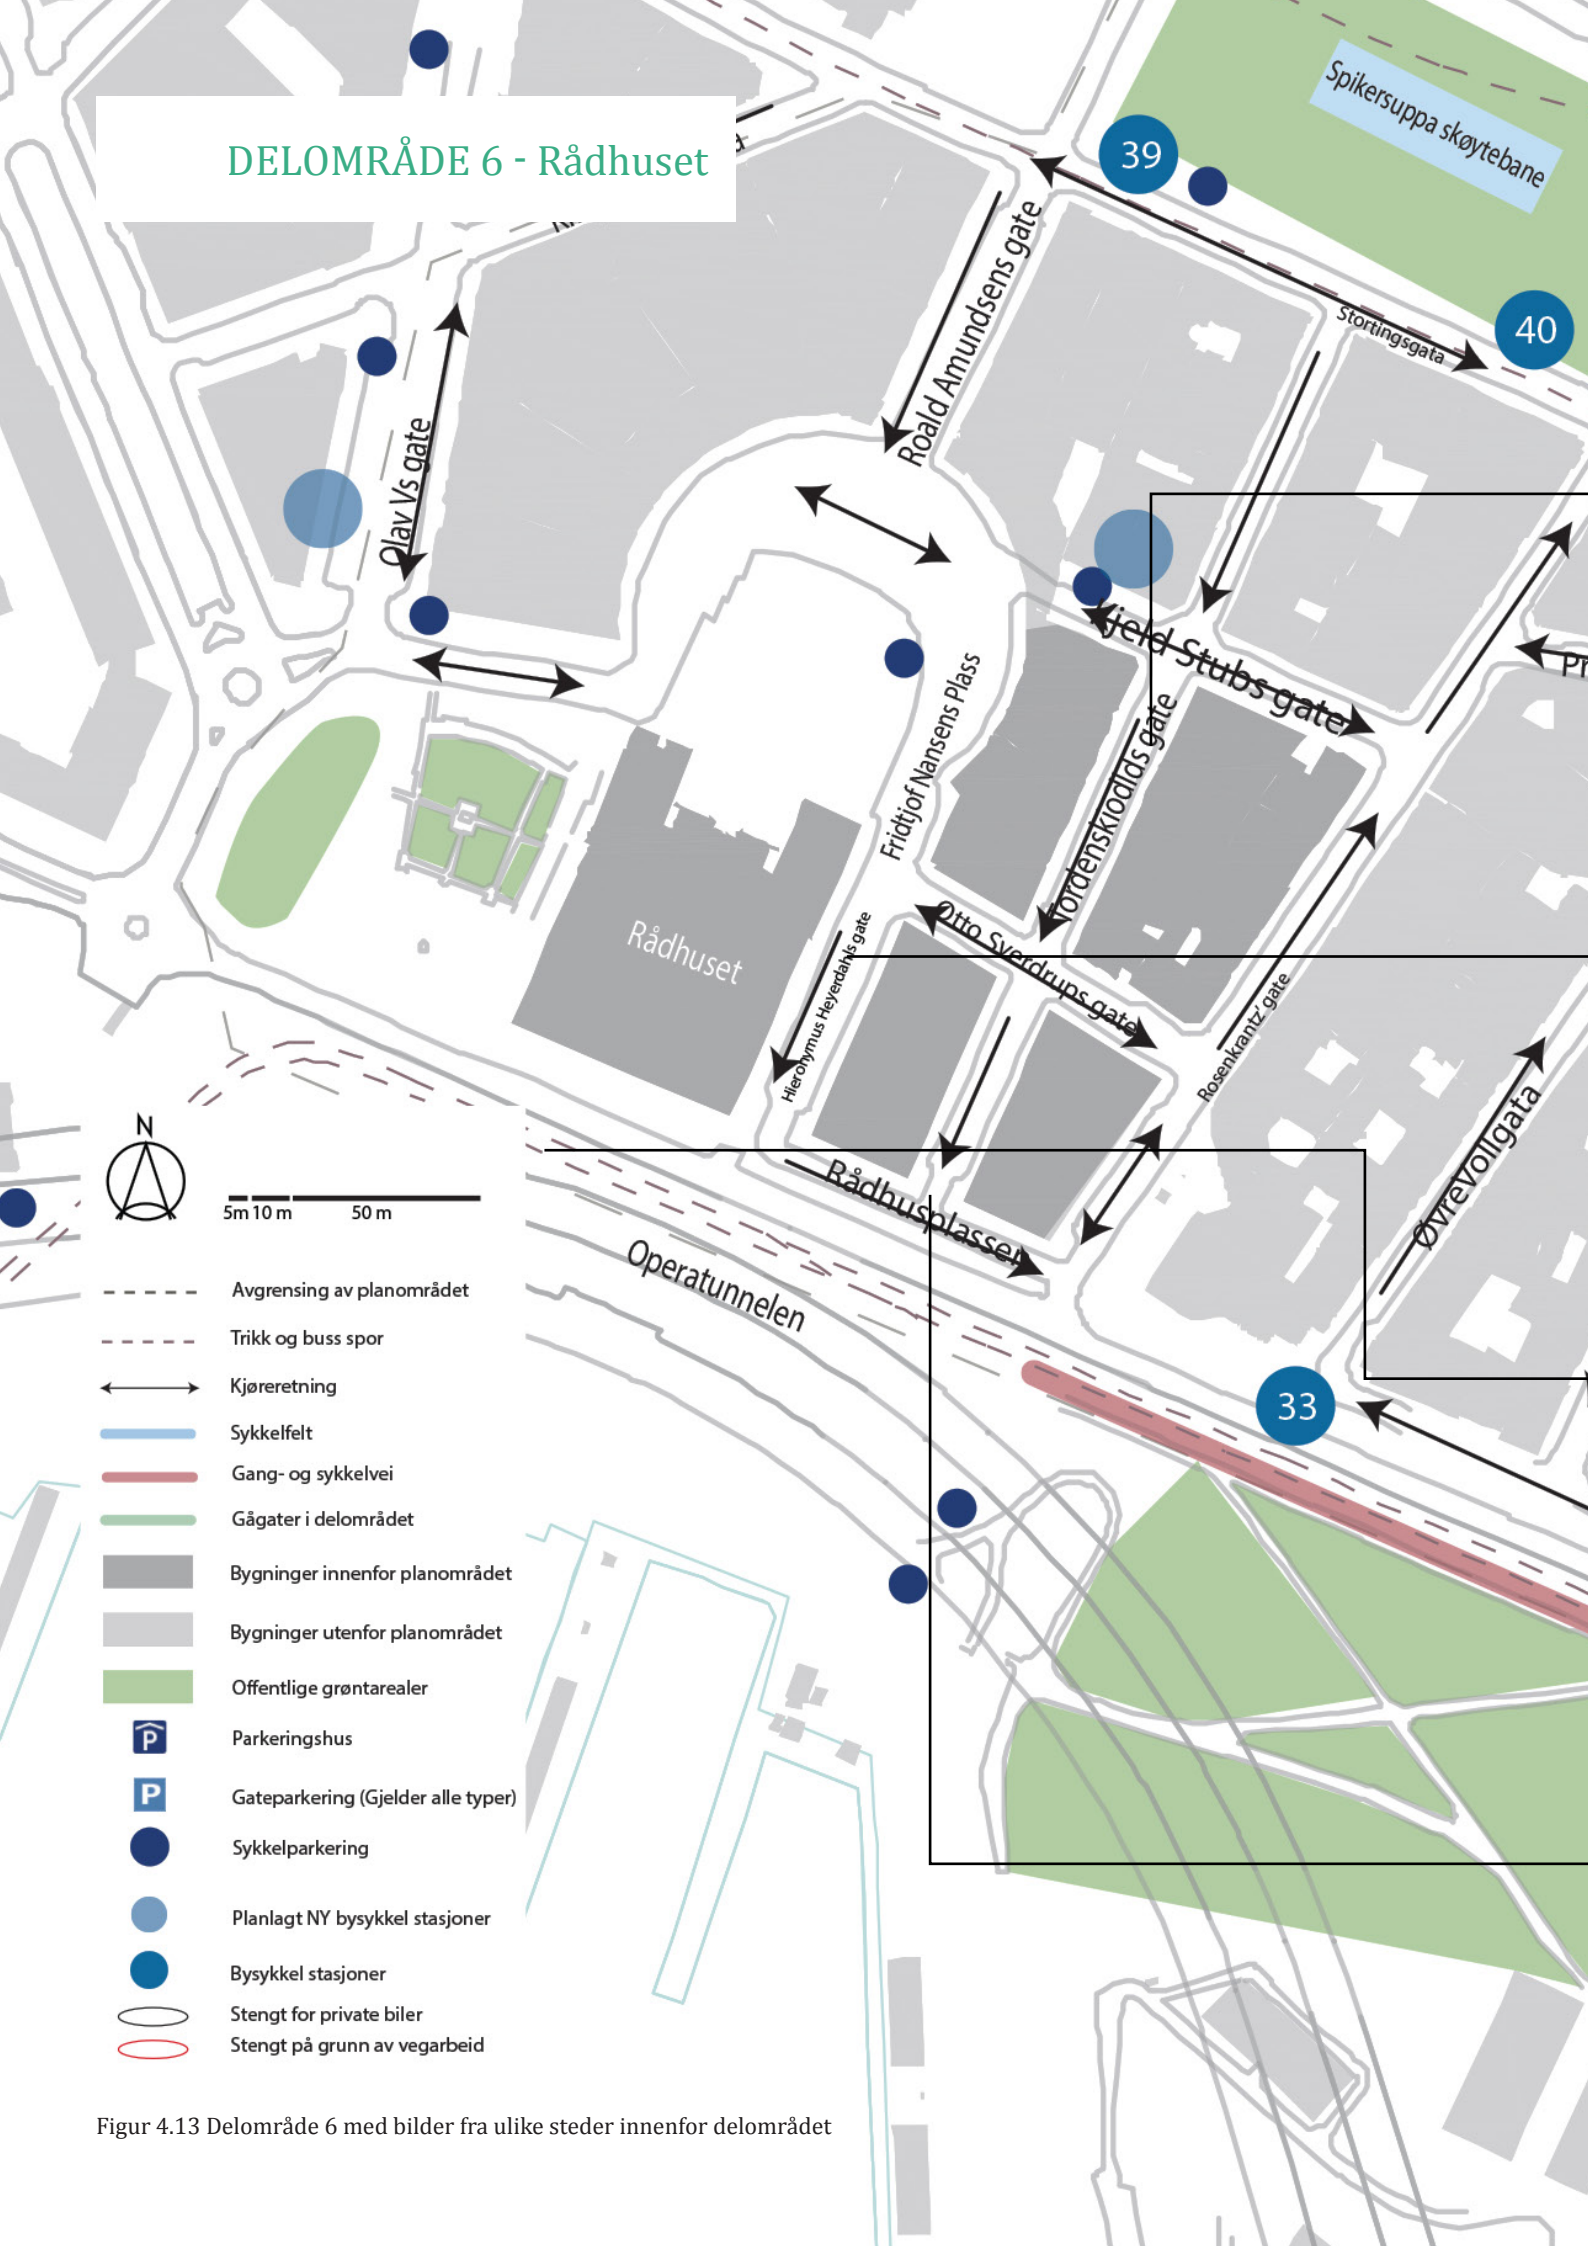 DELOMRÅDE 6 - Rådhuset
Spikersuppa skøytebane
39
40
Stortingsgata
Roald Amundsens gate
Olav Vs gate
Kjeld Stubs gate
Fridtjof Nansens Plass
Nordenskiodlds gate
Otto Sverdrups gate
Rådhuset
Hieronymus Heyerdahls gate
Rosenkrantz' gate
ØvreVollgata
Rådhusplassen
Operatunnelen
33
N
5m 10 m 50 m
Avgrensing av planområdet
Trikk og buss spor
Kjøreretning
Sykkelfelt
Gang- og sykkelvei
Gågater i delområdet
Bygninger innenfor planområdet
Bygninger utenfor planområdet
Offentlige grøntarealer
P Parkeringshus
P Gateparkering (Gjelder alle typer)
Sykkelparkering
Planlagt NY bysykkel stasjoner
Bysykkel stasjoner
Stengt for private biler
Stengt på grunn av vegarbeid
Figur 4.13 Delområde 6 med bilder fra ulike steder innenfor delområdet